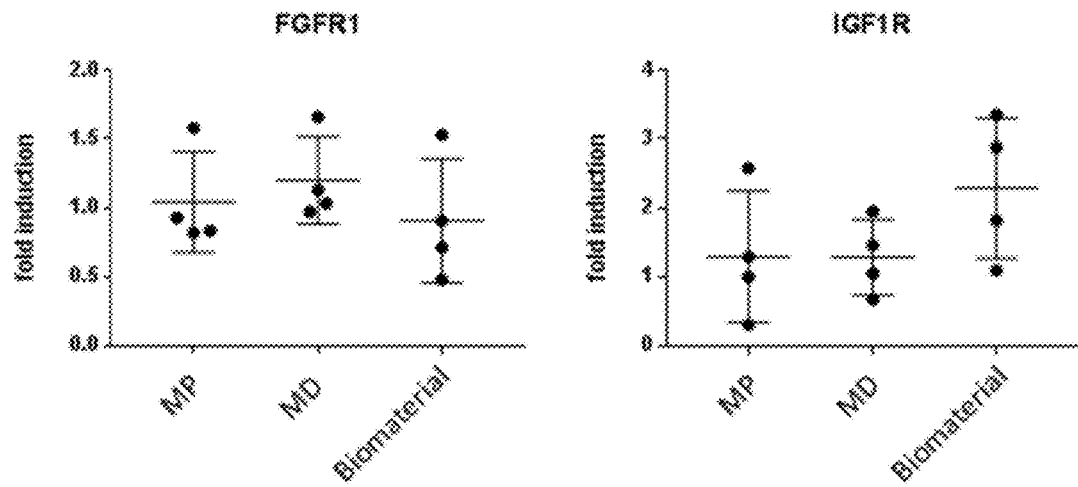 FGFR1
fold induction
2.0
1.5
1.0
0.5
0.0
MP
MD
Biomaterial
IGF1R
fold induction
4
3
2
1
0
MP
MD
Biomaterial